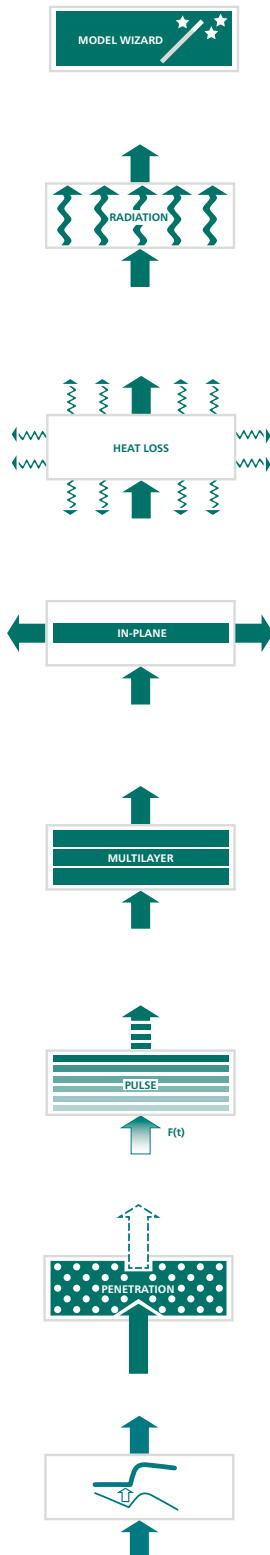 MODEL WIZARD
RADIATION
HEAT LOSS
IN-PLANE
MULTILAYER
PULSE
F(t)
PENETRATION